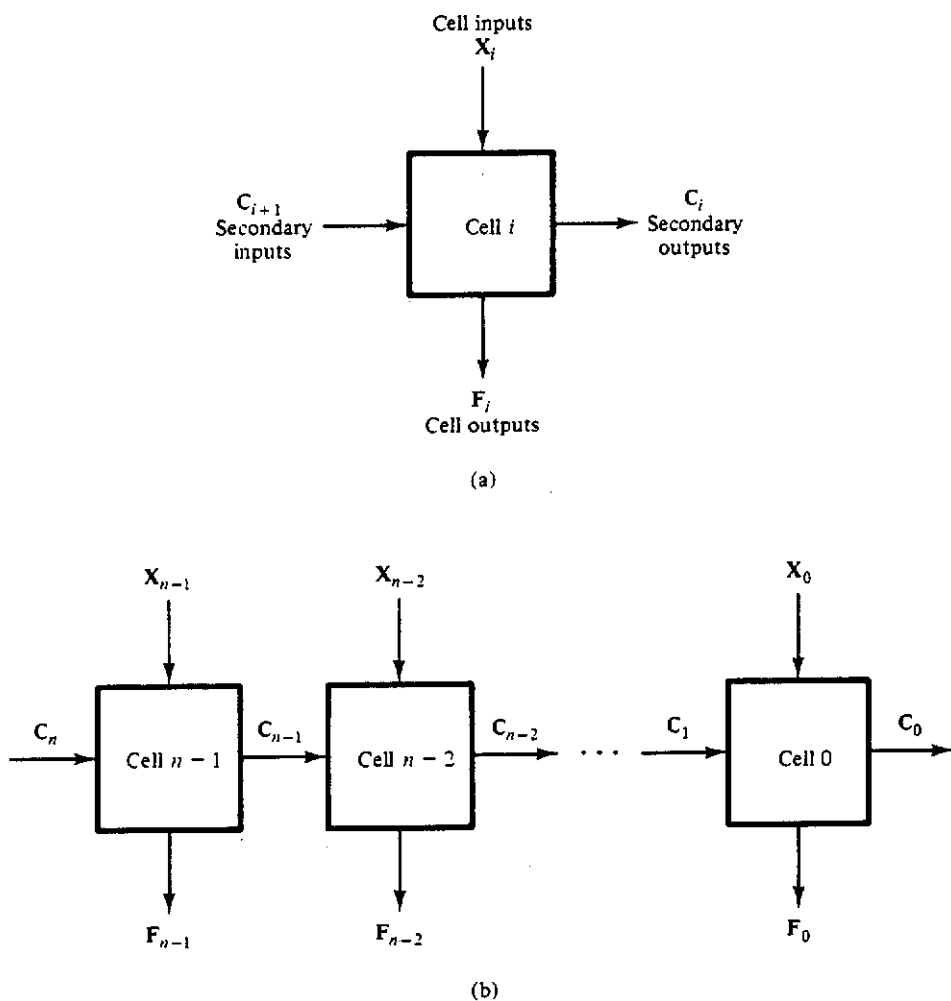 Cell inputs
X_i
C_{i+1}
Secondary
inputs
Cell i
C_i
Secondary
outputs
F_i
Cell outputs
(a)
X_{n-1}
X_{n-2}
X_0
C_n
Cell n - 1
C_{n-1}
Cell n - 2
C_{n-2}
· · ·
C_1
Cell 0
C_0
F_{n-1}
F_{n-2}
F_0
(b)